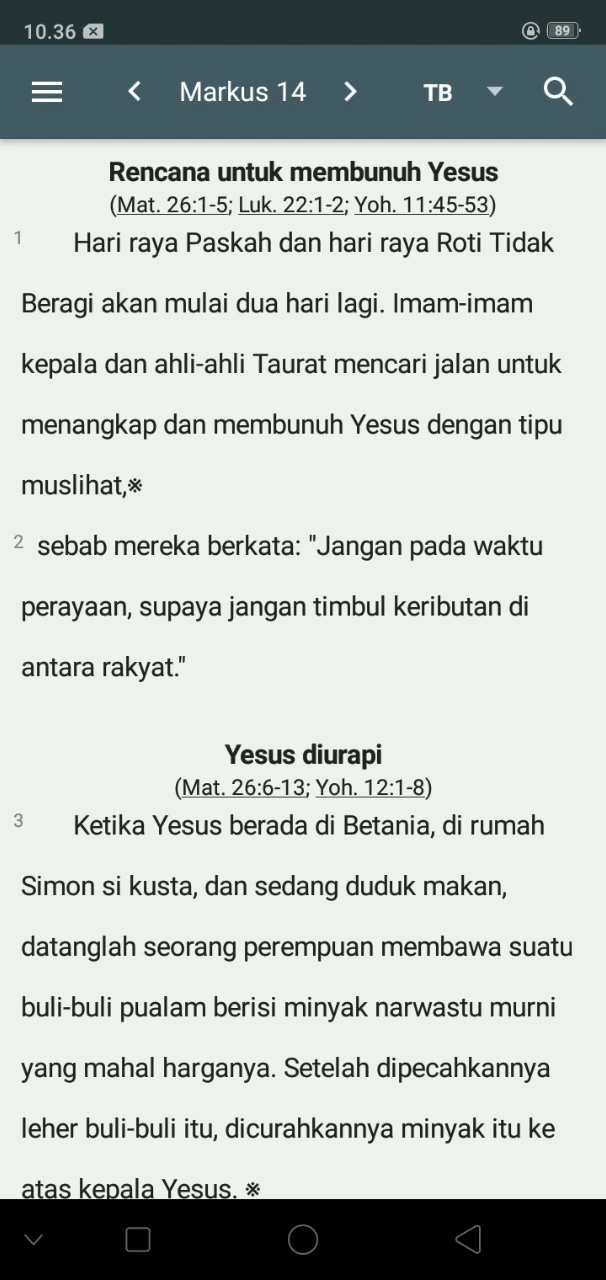 10.36
89
Markus 14
TB
Rencana untuk membunuh Yesus
(Mat. 26:1-5; Luk. 22:1-2; Yoh. 11:45-53)
1 Hari raya Paskah dan hari raya Roti Tidak
Beragi akan mulai dua hari lagi. Imam-imam
kepala dan ahli-ahli Taurat mencari jalan untuk
menangkap dan membunuh Yesus dengan tipu
muslihat,※
2 sebab mereka berkata: "Jangan pada waktu
perayaan, supaya jangan timbul keributan di
antara rakyat."
Yesus diurapi
(Mat. 26:6-13; Yoh. 12:1-8)
3 Ketika Yesus berada di Betania, di rumah
Simon si kusta, dan sedang duduk makan,
datanglah seorang perempuan membawa suatu
buli-buli pualam berisi minyak narwastu murni
yang mahal harganya. Setelah dipecahkannya
leher buli-buli itu, dicurahkannya minyak itu ke
atas kepala Yesus. ※